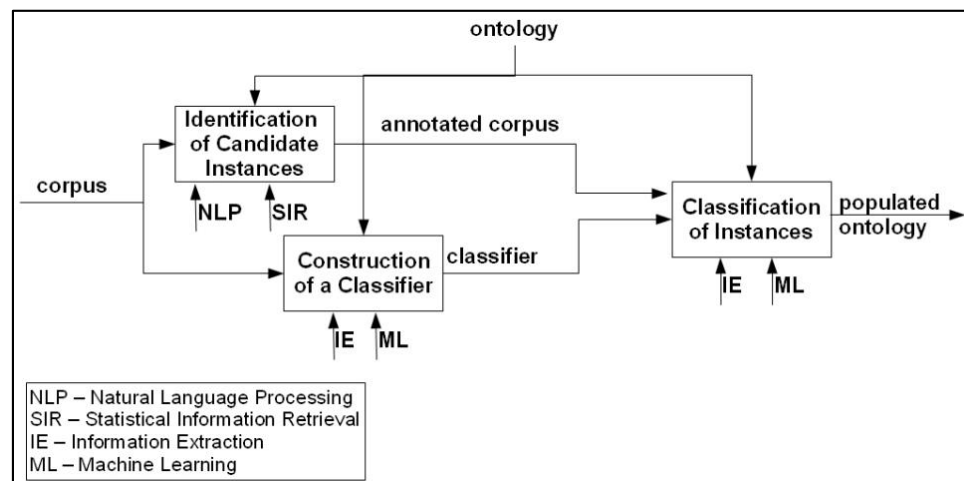 ontology
Identification
of Candidate
Instances
annotated corpus
corpus
NLP
SIR
Classification
of Instances
populated
ontology
Construction
of a Classifier
classifier
IE
ML
IE
ML
NLP – Natural Language Processing
SIR – Statistical Information Retrieval
IE – Information Extraction
ML – Machine Learning